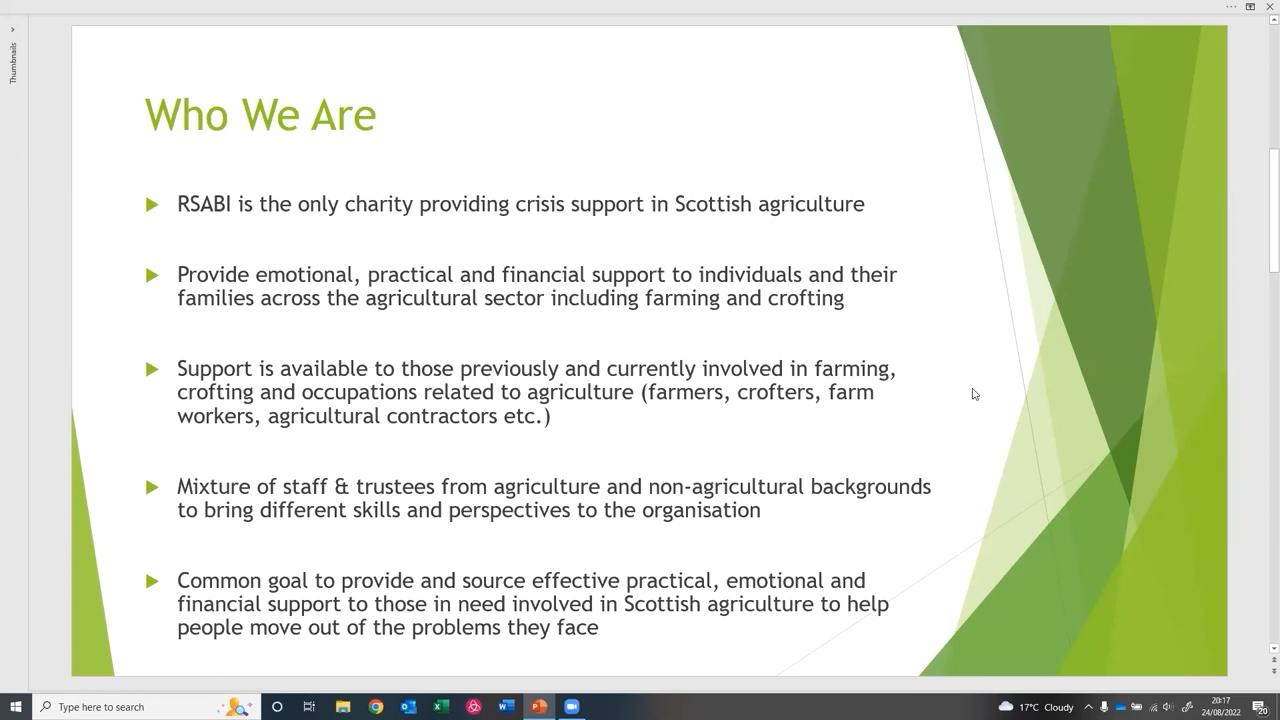 Thumbnails
Who We Are
RSABI is the only charity providing crisis support in Scottish agriculture
Provide emotional, practical and financial support to individuals and their
families across the agricultural sector including farming and crofting
Support is available to those previously and currently involved in farming,
crofting and occupations related to agriculture (farmers, crofters, farm
workers, agricultural contractors etc.)
Mixture of staff & trustees from agriculture and non-agricultural backgrounds
to bring different skills and perspectives to the organisation
Common goal to provide and source effective practical, emotional and
financial support to those in need involved in Scottish agriculture to help
people move out of the problems they face
Type here to search
17°C Cloudy
20:17
24/08/2022
20